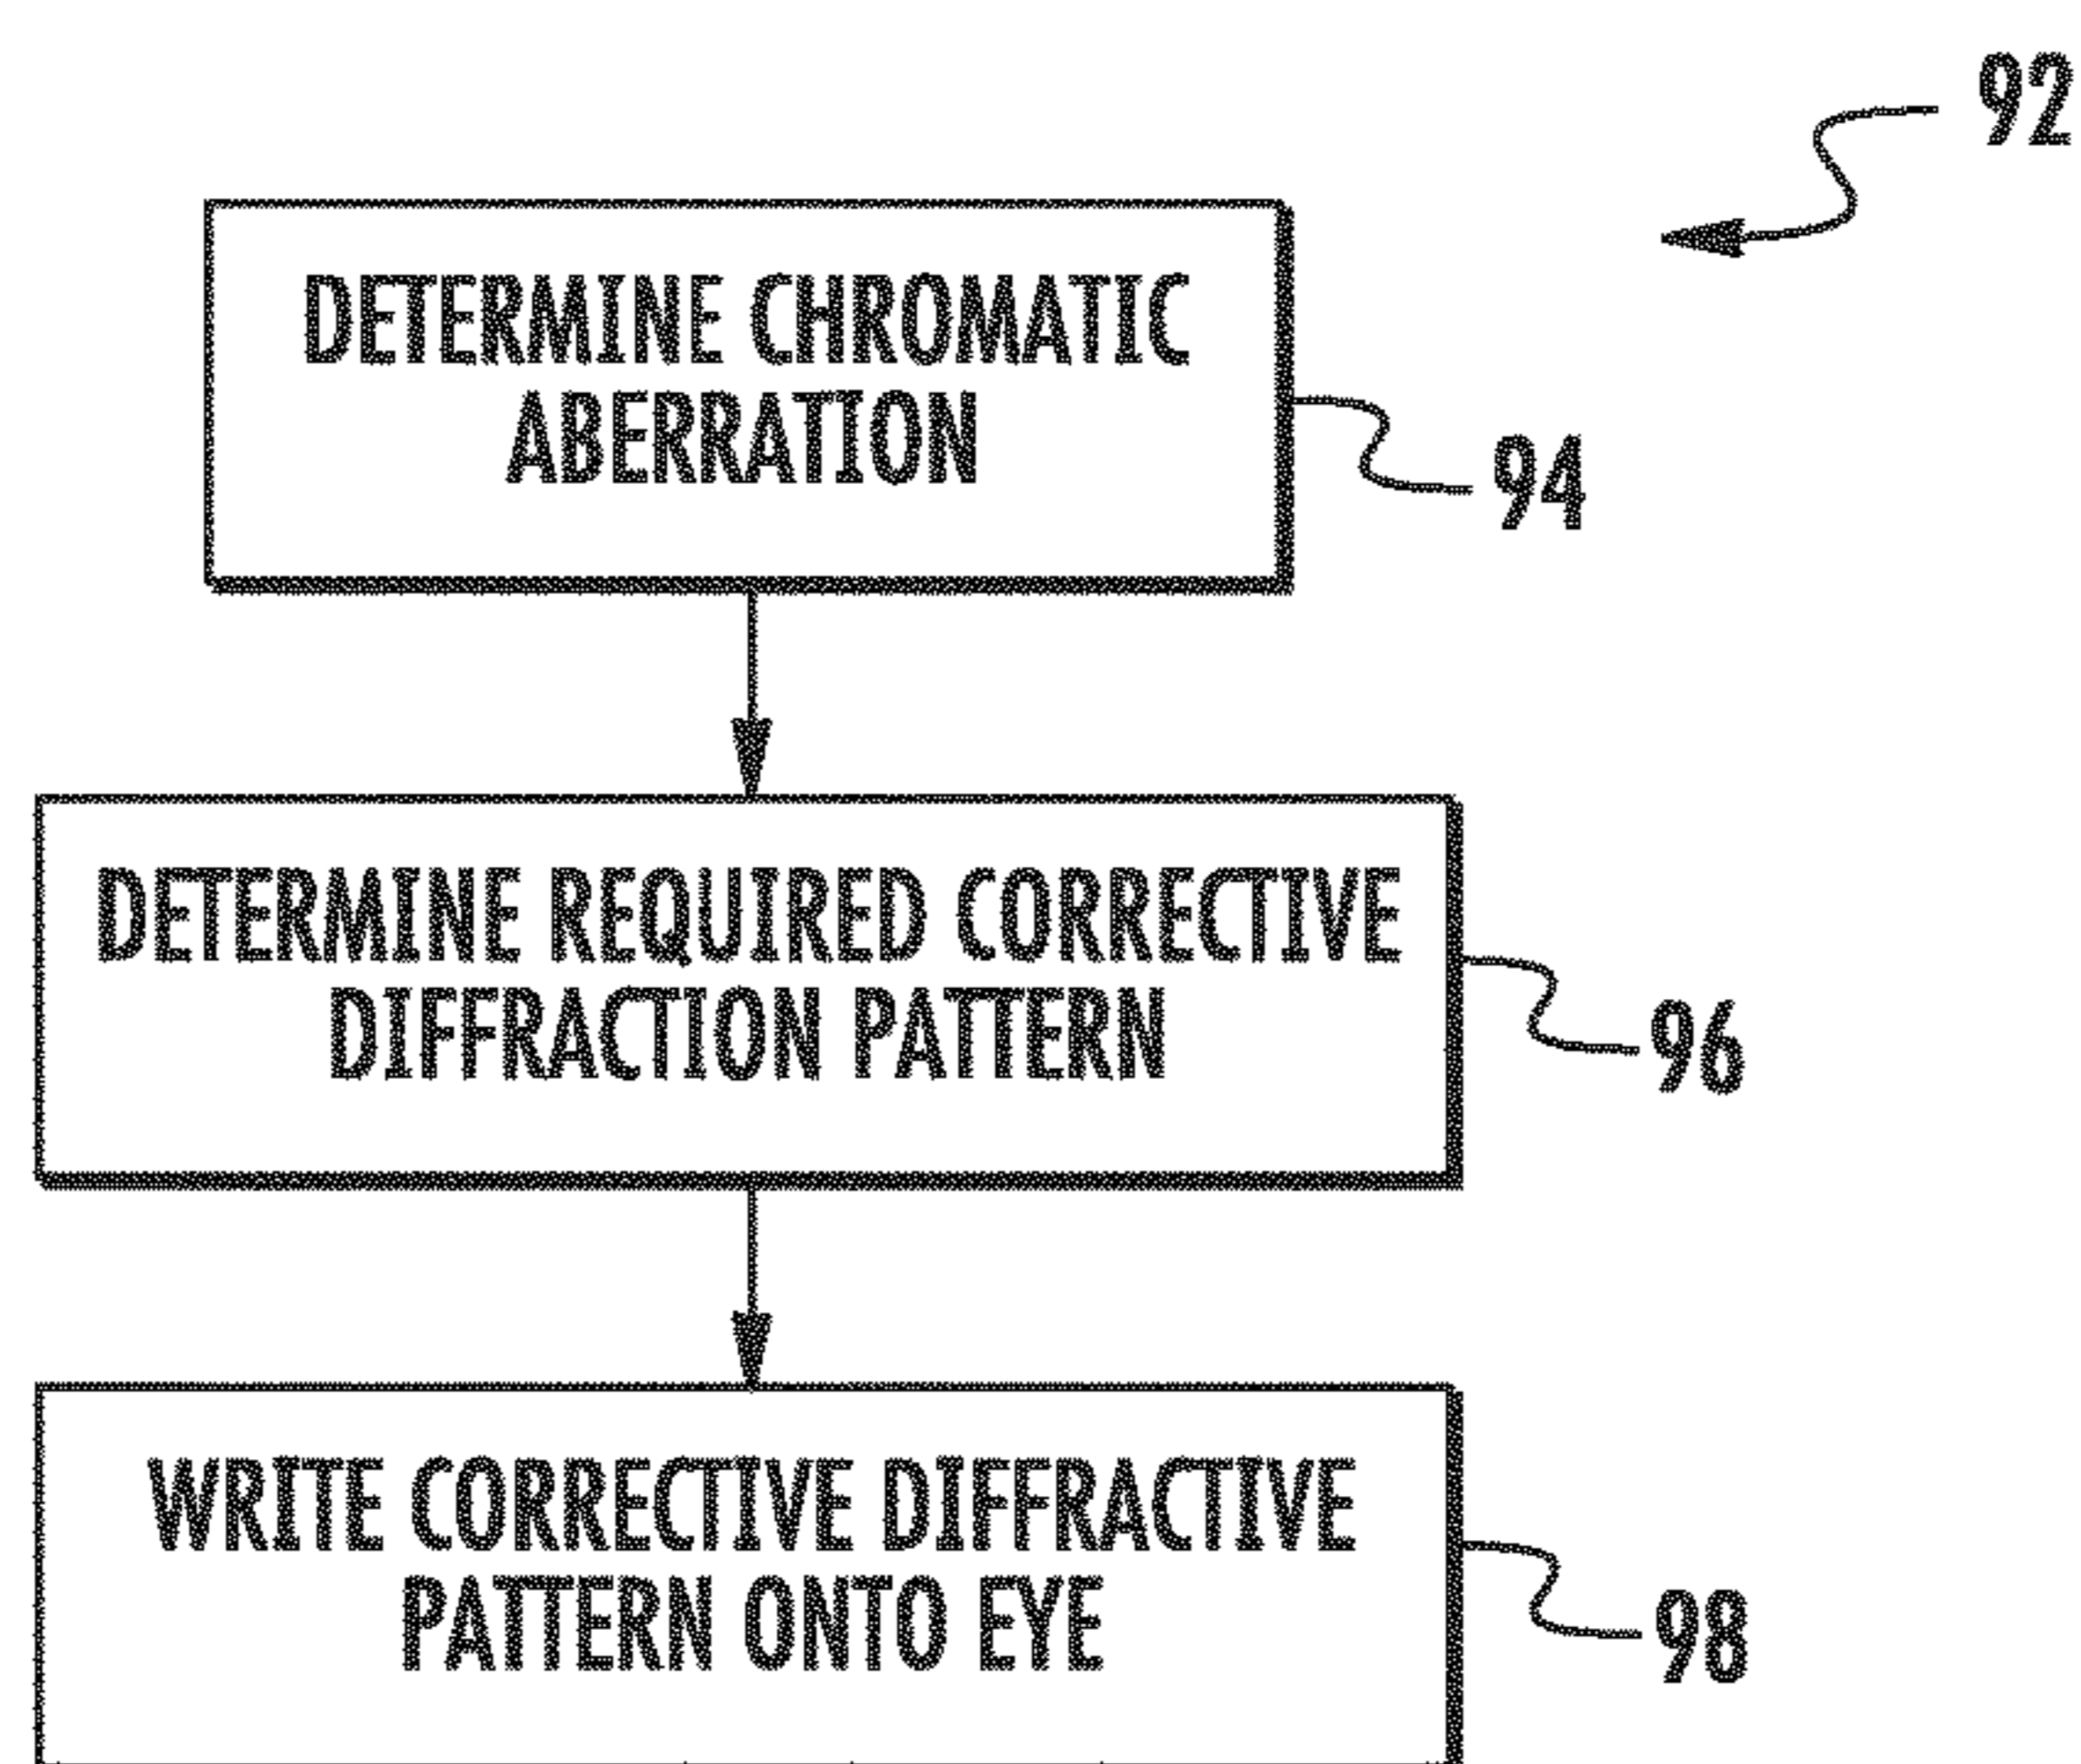 92
DETERMINE CHROMATIC
ABERRATION
94
DETERMINE REQUIRED CORRECTIVE
DIFFRACTION PATTERN
96
WRITE CORRECTIVE DIFFRACTIVE
PATTERN ONTO EYE
98